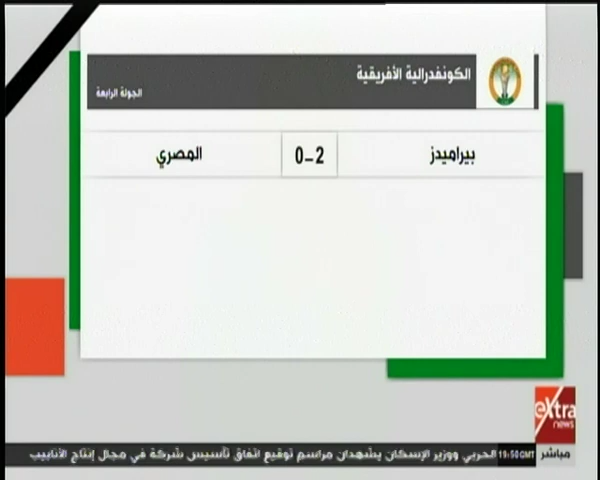 الكونفدرالية الأفريقية
الجولة الرابعة
بيراميدز
0-2
المصري
eXtra
news
مباشر
19:50GMT
الحربي ووزير الإسكان يشهدان مراسم توقيع اتفاق تأسيس شركة في مجال إنتاج الأنابيب